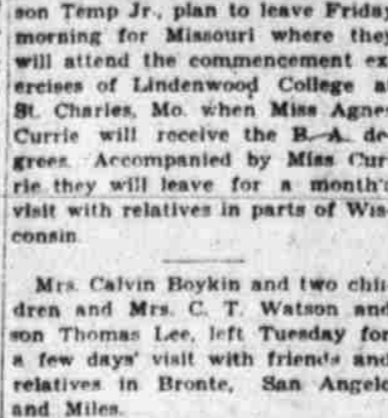 son Temp Jr., plan to leave Friday
morning for Missouri where they
will attend the commencement ex
ercises of Lindenwood College at
St. Charles, Mo. when Miss Agnes
Currie will receive the B. A. de-
grees. Accompanied by Miss Cur
rie they will leave for a month's
visit with relatives in parts of Wis
consin.
Mrs. Calvin Boykin and two chil
dren and Mrs. C. T. Watson and
son Thomas Lee, left Tuesday for
a few days' visit with friends and
relatives in Bronte, San Angelo
and Miles.